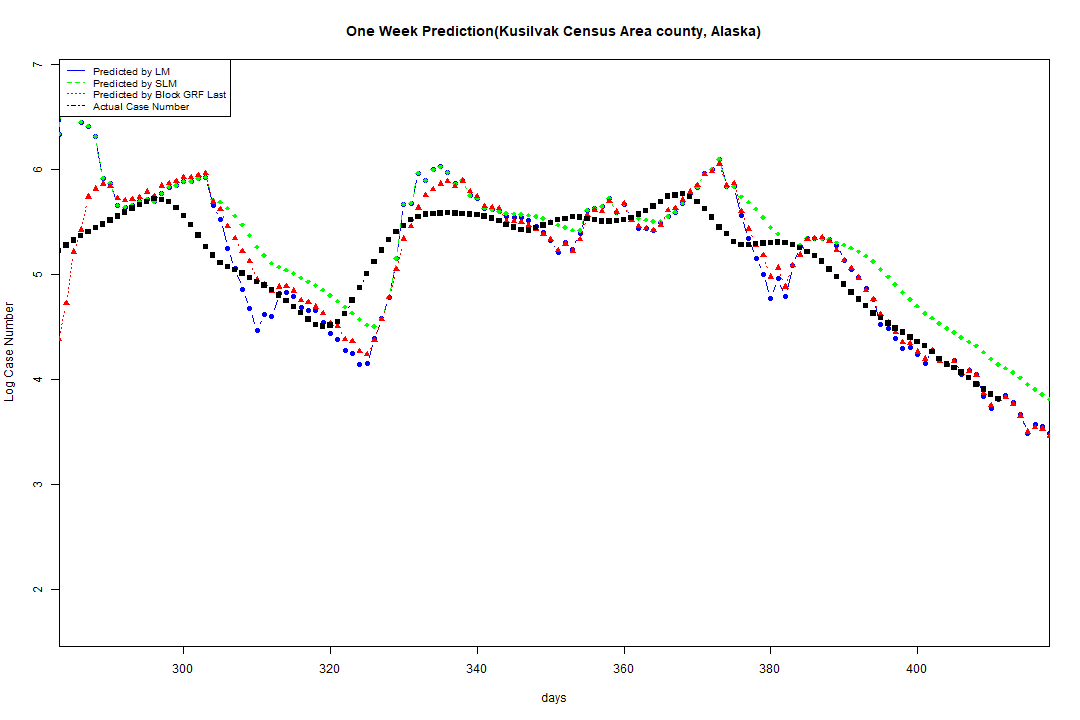 One Week Prediction(Kusilvak Census Area county, Alaska)
Predicted by LM
Predicted by SLM
Predicted by Block GRF Last
Actual Case Number
7
6
5
4
3
2
Log Case Number
300 320 340 360 380 400
days